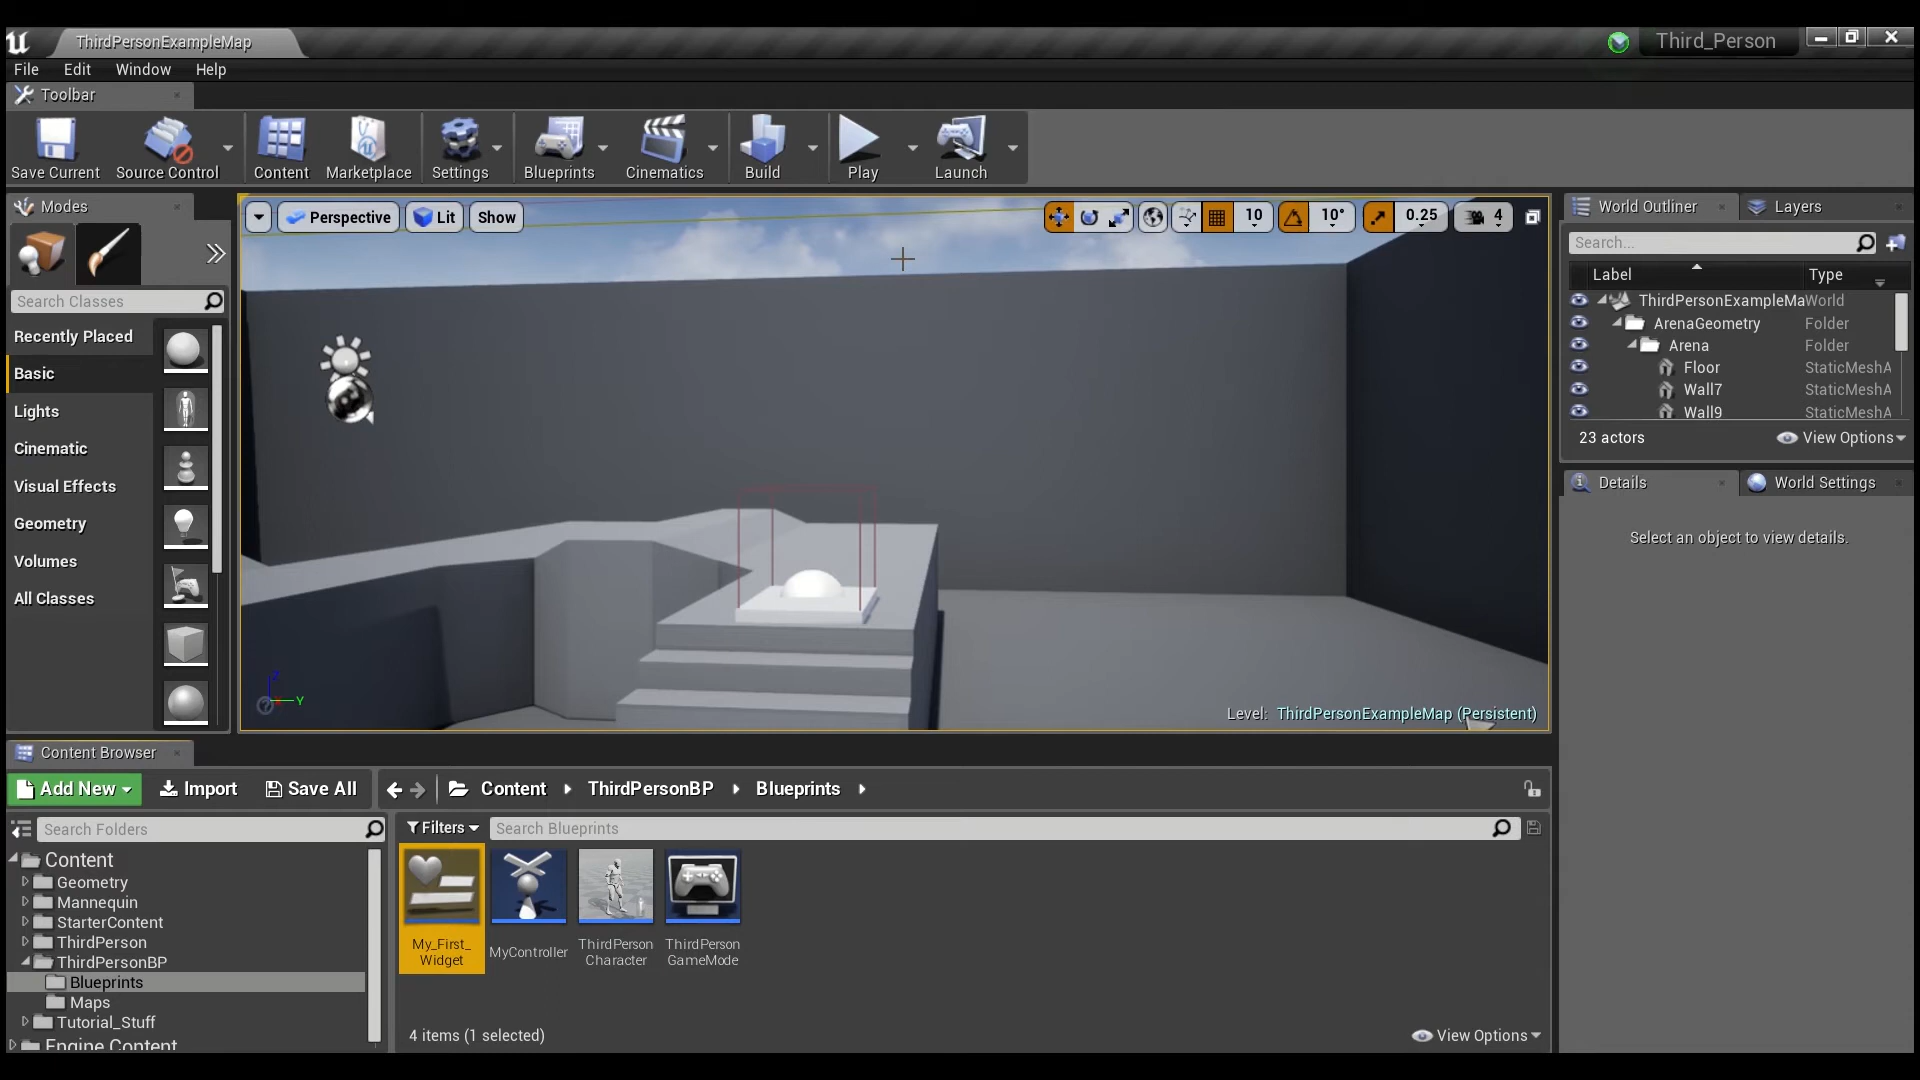 ThirdPersonExampleMap
Third_Person
File Edit Window Help
Toolbar
Save Current Source Control Content Marketplace Settings Blueprints Cinematics Build Play Launch
Modes
Search Classes
Recently Placed
Basic
Lights
Cinematic
Visual Effects
Geometry
Volumes
All Classes
Perspective Lit Show
10 10° 0.25 4
Z
Y
Level: ThirdPersonExampleMap (Persistent)
World Outliner Layers
Search...
Label Type
ThirdPersonExampleMa World
ArenaGeometry Folder
Arena Folder
Floor StaticMeshA
Wall7 StaticMeshA
Wall9 StaticMeshA
23 actors View Options
Details World Settings
Select an object to view details.
Content Browser
Add New Import Save All Content ThirdPersonBP Blueprints
Search Folders
Content
Geometry
Mannequin
StarterContent
ThirdPerson
ThirdPersonBP
Blueprints
Maps
Tutorial_Stuff
Engine Content
Filters Search Blueprints
My_First_
Widget
MyController
ThirdPerson
Character
ThirdPerson
GameMode
4 items (1 selected) View Options